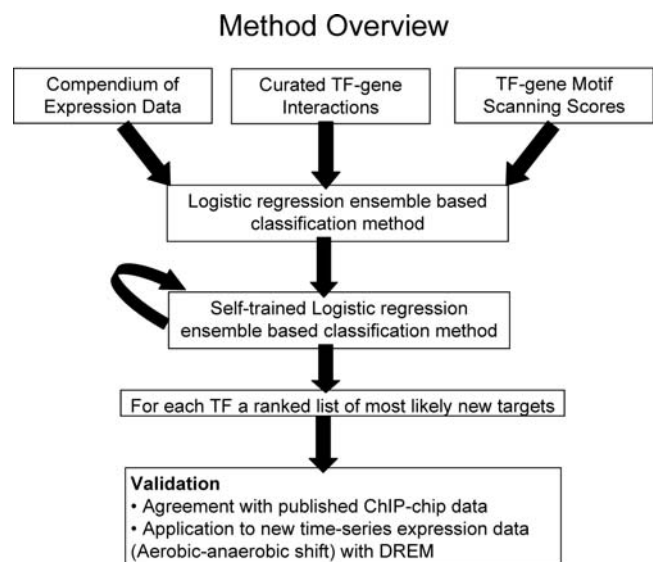 Method Overview
Compendium of
Expression Data
Curated TF-gene
Interactions
TF-gene Motif
Scanning Scores
Logistic regression ensemble based
classification method
Self-trained Logistic regression
ensemble based classification method
For each TF a ranked list of most likely new targets
Validation
• Agreement with published ChIP-chip data
• Application to new time-series expression data
(Aerobic-anaerobic shift) with DREM